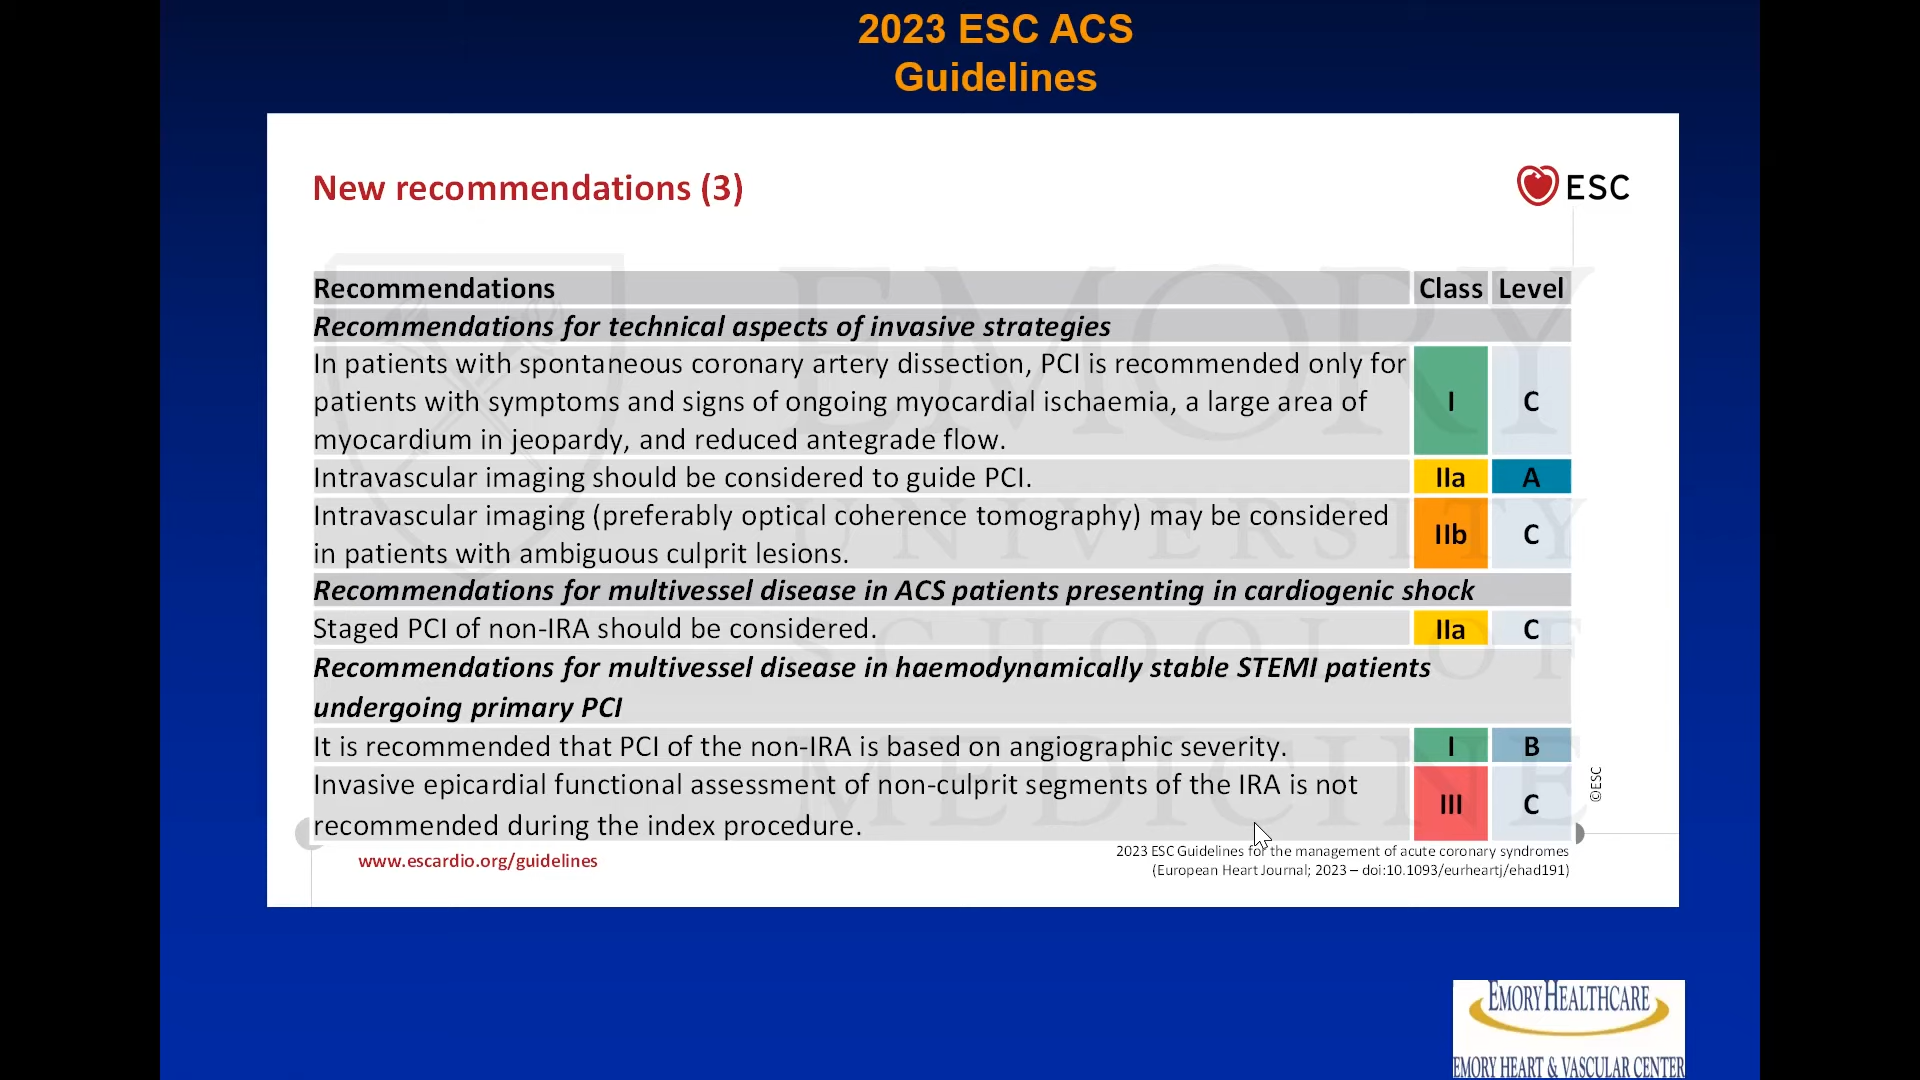 2023 ESC ACS
Guidelines
New recommendations (3)
ESC
Recommendations Class Level
Recommendations for technical aspects of invasive strategies
In patients with spontaneous coronary artery dissection, PCI is recommended only for
patients with symptoms and signs of ongoing myocardial ischaemia, a large area of
myocardium in jeopardy, and reduced antegrade flow.
I C
Intravascular imaging should be considered to guide PCI. IIa A
Intravascular imaging (preferably optical coherence tomography) may be considered
in patients with ambiguous culprit lesions.
IIb C
Recommendations for multivessel disease in ACS patients presenting in cardiogenic shock
Staged PCI of non-IRA should be considered. IIa C
Recommendations for multivessel disease in haemodynamically stable STEMI patients
undergoing primary PCI
It is recommended that PCI of the non-IRA is based on angiographic severity. I B
Invasive epicardial functional assessment of non-culprit segments of the IRA is not
recommended during the index procedure.
III C
©ESC
www.escardio.org/guidelines
2023 ESC Guidelines for the management of acute coronary syndromes
(European Heart Journal; 2023 – doi:10.1093/eurheartj/ehad191)
EMORY
UNIVERSITY
SCHOOL OF
MEDICINE
EMORY HEALTHCARE
EMORY HEART & VASCULAR CENTER